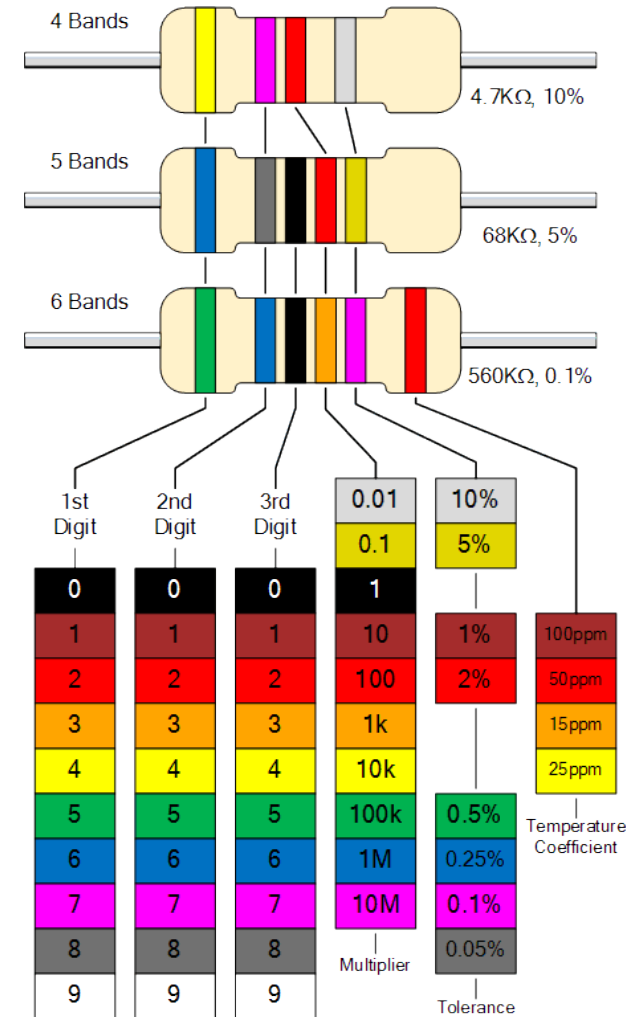 4 Bands
4.7KΩ, 10%
5 Bands
68KΩ, 5%
6 Bands
560KΩ, 0.1%
1st 2nd 3rd
Digit Digit Digit
0.01 10%
0.1 5%
0 0 0 1
1 1 1 10 1% 100ppm
2 2 2 100 2% 50ppm
3 3 3 1k 15ppm
4 4 4 10k 25ppm
5 5 5 100k 0.5%
Temperature
Coefficient
6 6 6 1M 0.25%
7 7 7 10M 0.1%
8 8 8 0.05%
Multiplier
9 9 9
Tolerance